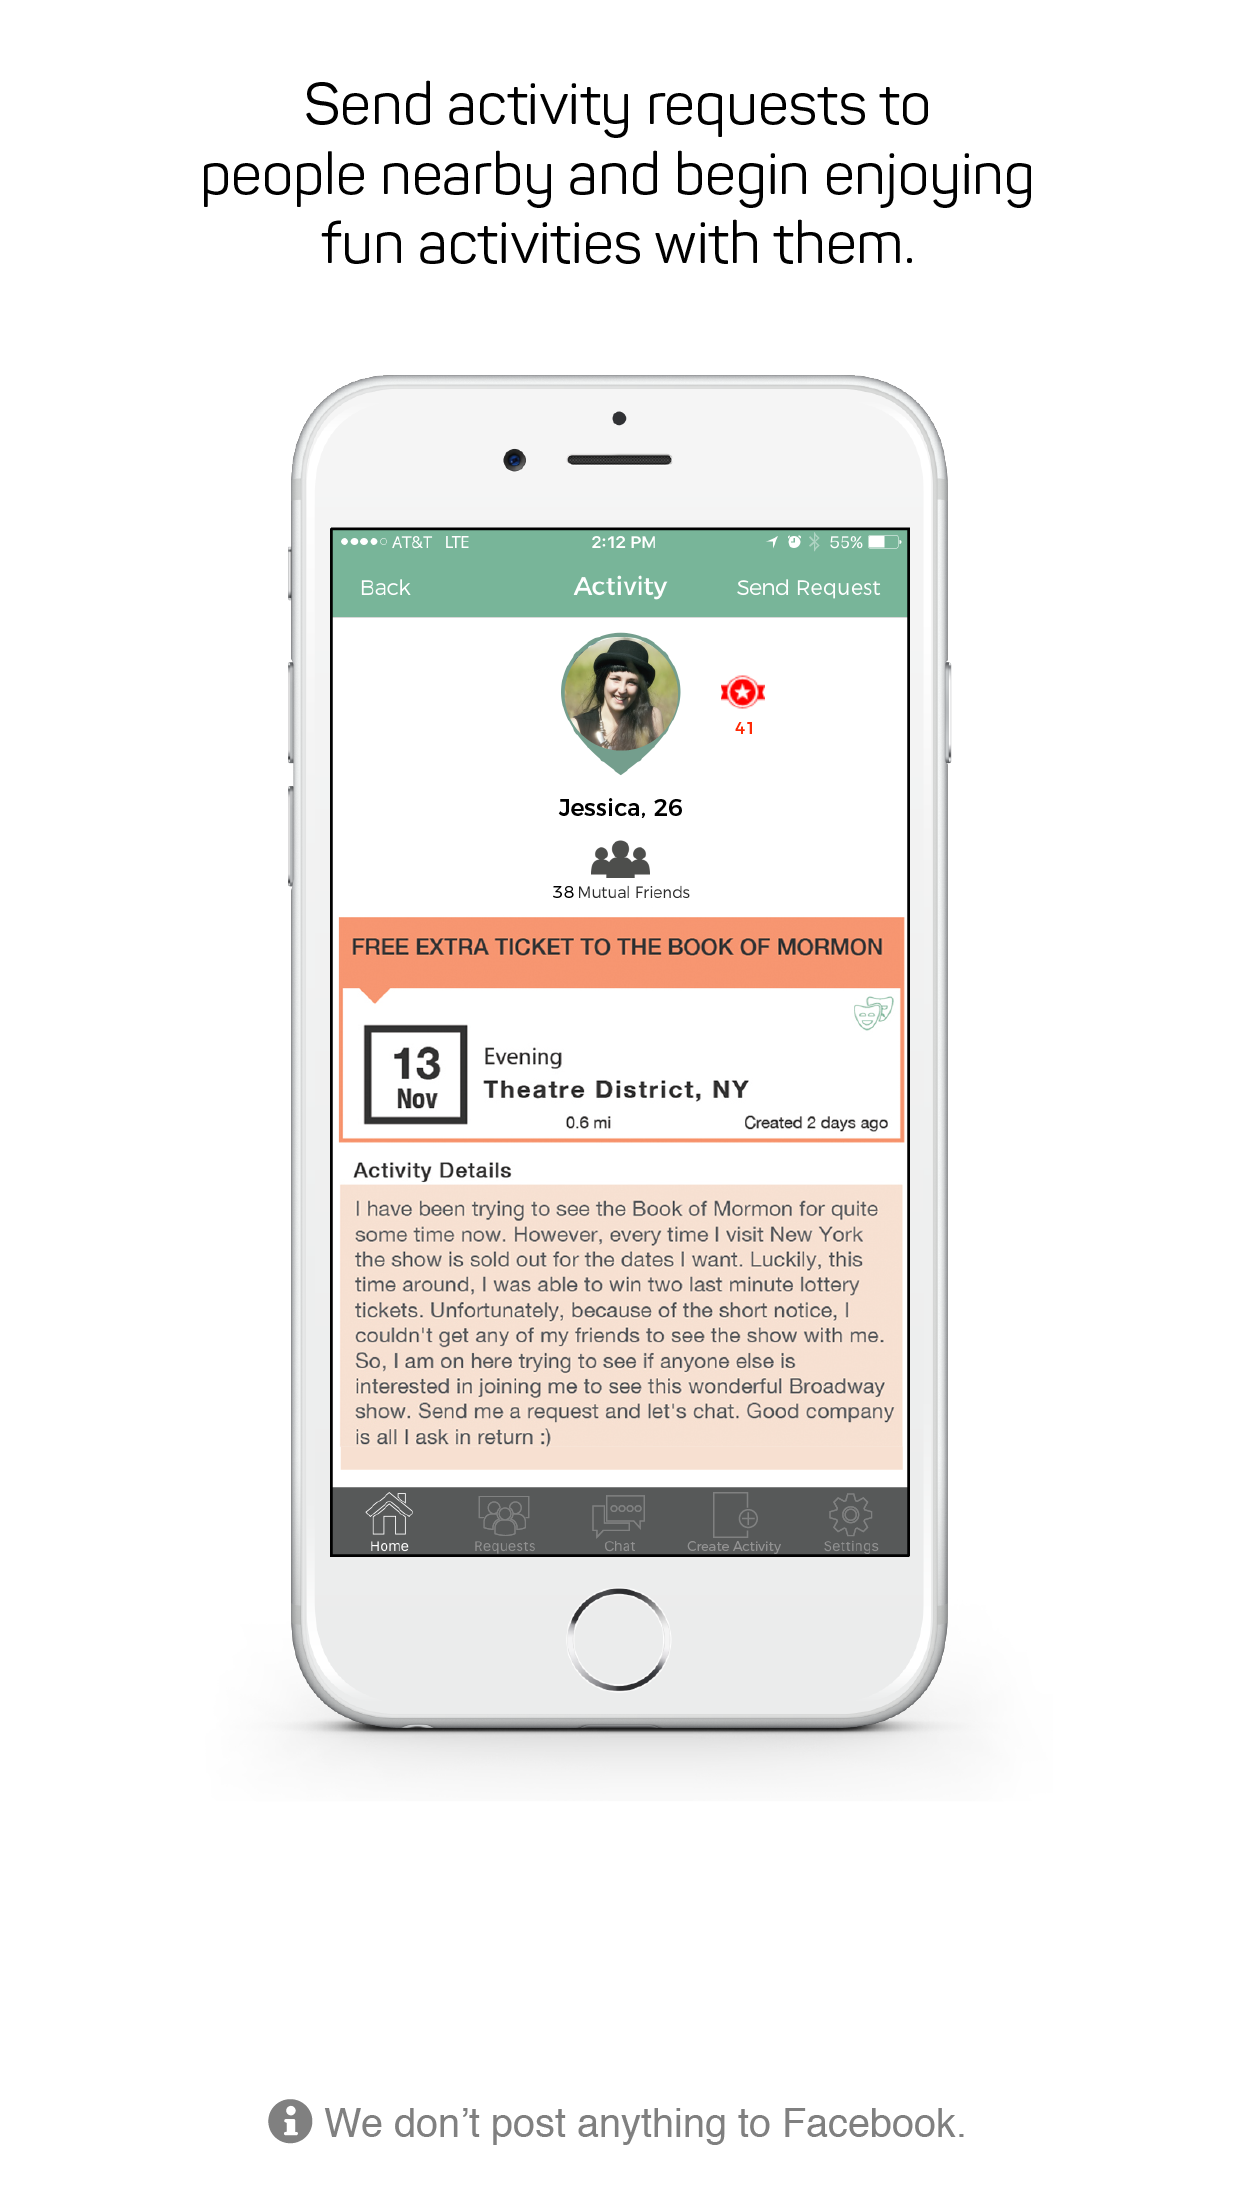 Send activity requests to
people nearby and begin enjoying
fun activities with them.
AT&T LTE 2:12 PM 55%
Back Activity Send Request
41
Jessica, 26
38 Mutual Friends
FREE EXTRA TICKET TO THE BOOK OF MORMON
13
Nov
Evening
Theatre District, NY
0.6 mi Created 2 days ago
Activity Details
I have been trying to see the Book of Mormon for quite
some time now. However, every time I visit New York
the show is sold out for the dates I want. Luckily, this
time around, I was able to win two last minute lottery
tickets. Unfortunately, because of the short notice, I
couldn't get any of my friends to see the show with me.
So, I am on here trying to see if anyone else is
interested in joining me to see this wonderful Broadway
show. Send me a request and let's chat. Good company
is all I ask in return :)
Home Requests Chat Create Activity Settings
We don’t post anything to Facebook.